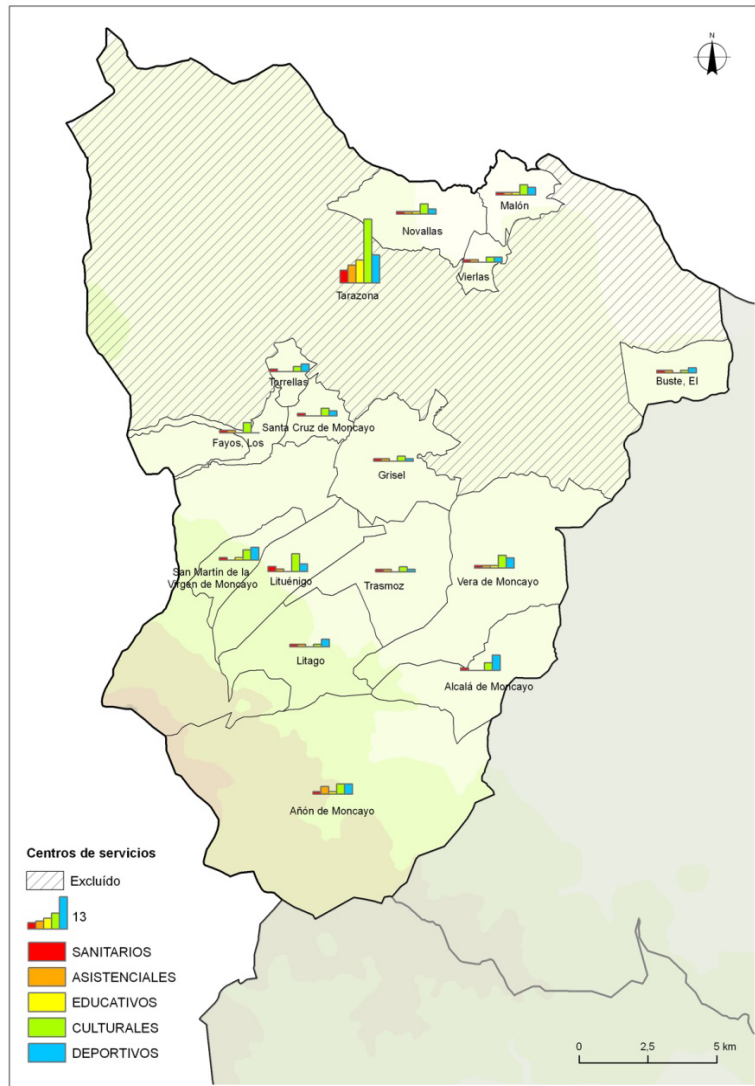 N
Malón
Novallas
Vierlas
Tarazona
Buste, El
Torrellas
Santa Cruz de Moncayo
Fayos, Los
Grisel
San Martín de la
Virgen de Moncayo
Lituénigo
Trasmoz
Vera de Moncayo
Litago
Alcalá de Moncayo
Añón de Moncayo
Centros de servicios
Excluído
13
SANITARIOS
ASISTENCIALES
EDUCATIVOS
CULTURALES
DEPORTIVOS
0 2,5 5 km